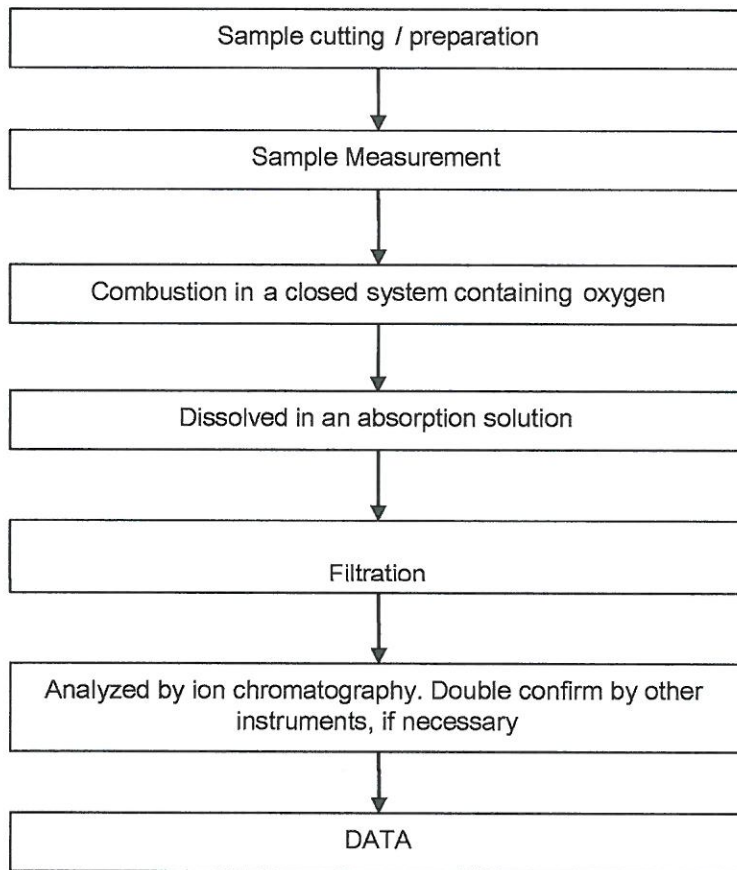 Sample cutting / preparation
Sample Measurement
Combustion in a closed system containing oxygen
Dissolved in an absorption solution
Filtration
Analyzed by ion chromatography. Double confirm by other
instruments, if necessary
DATA